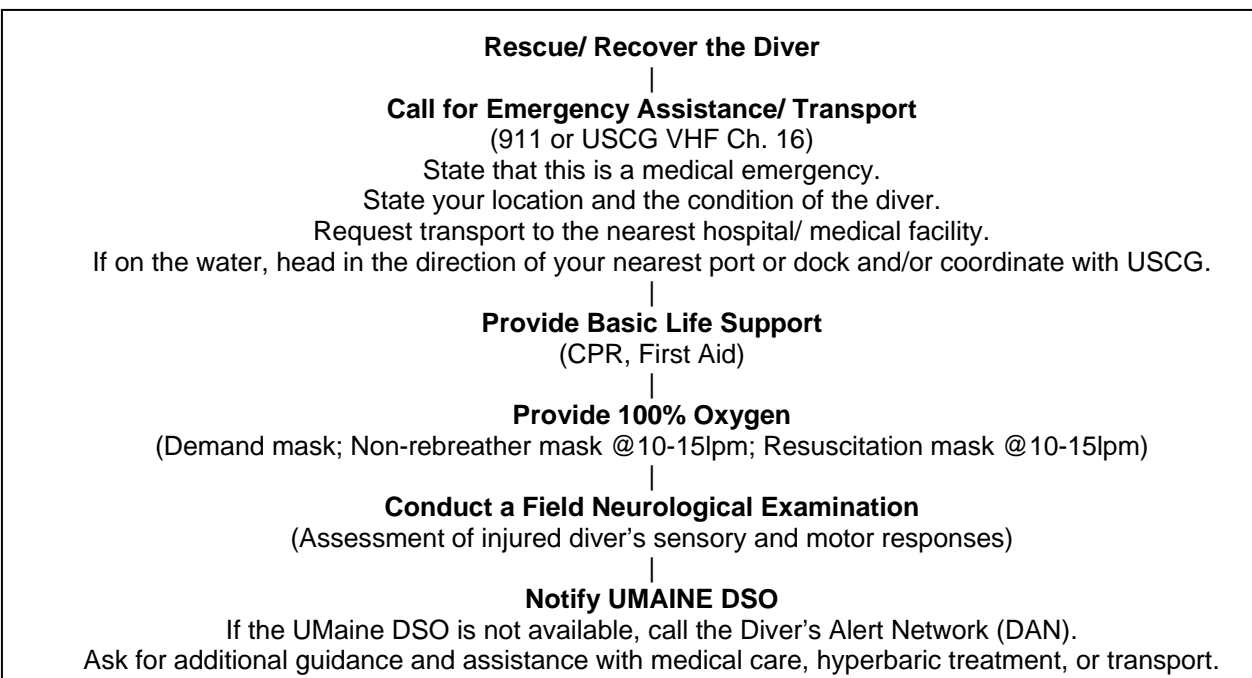 Rescue/ Recover the Diver
|
Call for Emergency Assistance/ Transport
(911 or USCG VHF Ch. 16)
State that this is a medical emergency.
State your location and the condition of the diver.
Request transport to the nearest hospital/ medical facility.
If on the water, head in the direction of your nearest port or dock and/or coordinate with USCG.
|
Provide Basic Life Support
(CPR, First Aid)
|
Provide 100% Oxygen
(Demand mask; Non-rebreather mask @10-15lpm; Resuscitation mask @10-15lpm)
|
Conduct a Field Neurological Examination
(Assessment of injured diver’s sensory and motor responses)
|
Notify UMAINE DSO
If the UMaine DSO is not available, call the Diver’s Alert Network (DAN).
Ask for additional guidance and assistance with medical care, hyperbaric treatment, or transport.